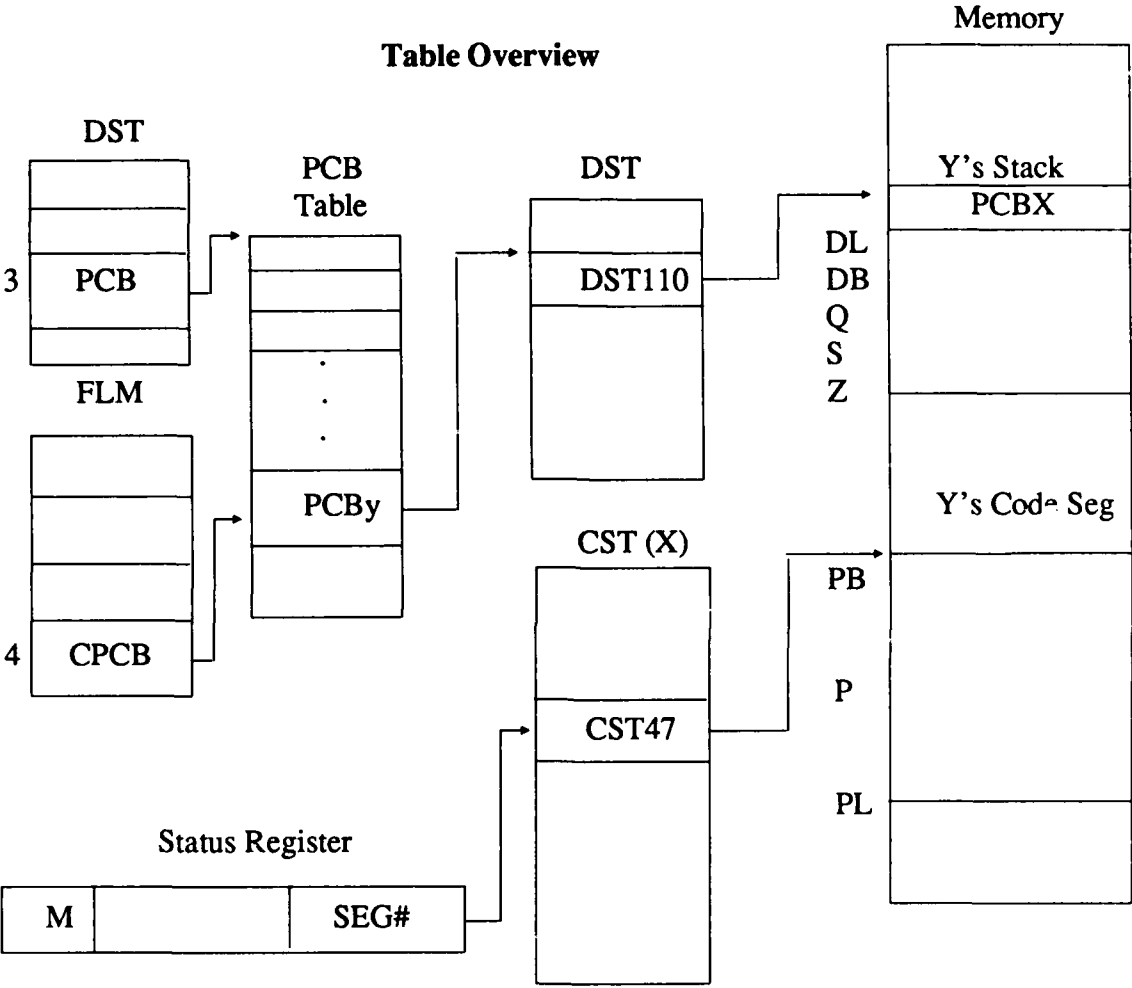 Table Overview
Memory
DST
3
PCB
FLM
4
CPCB
PCB
Table
PCBy
DST
DST110
CST (X)
CST47
Status Register
M
SEG#
Y's Stack
PCBX
DL
DB
Q
S
Z
Y's Code Seg
PB
P
PL